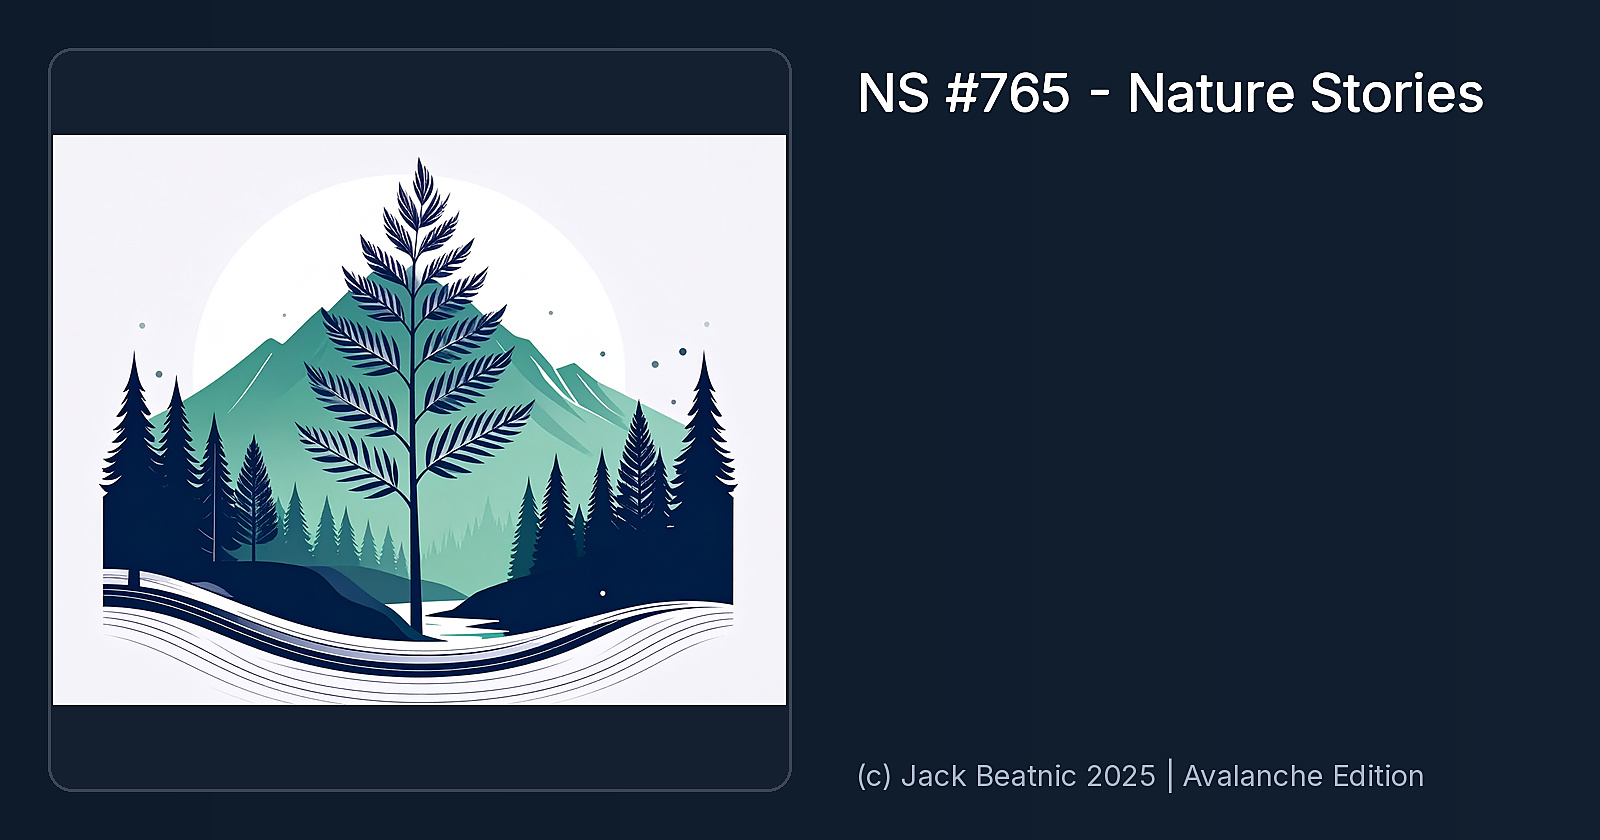 NS #765 - Nature Stories
(c) Jack Beatnic 2025 | Avalanche Edition